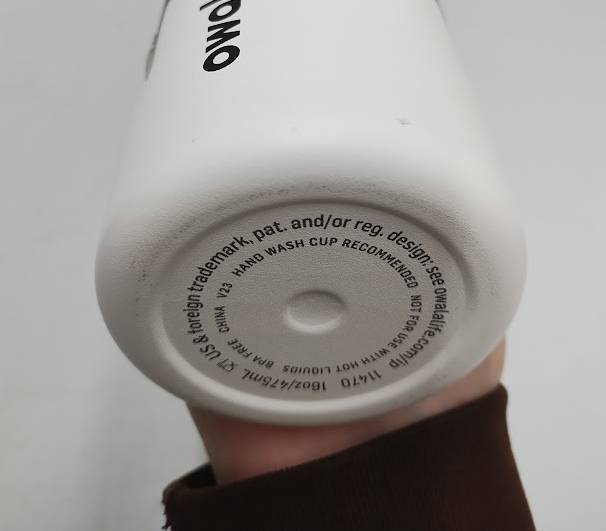 owal
US & foreign trademark, pat. and/or reg. design: see owalalife.com/ip 11470 16oz/475mL
HAND WASH CUP RECOMMENDED NOT FOR USE WITH HOT LIQUIDS BPA FREE CHINA V23